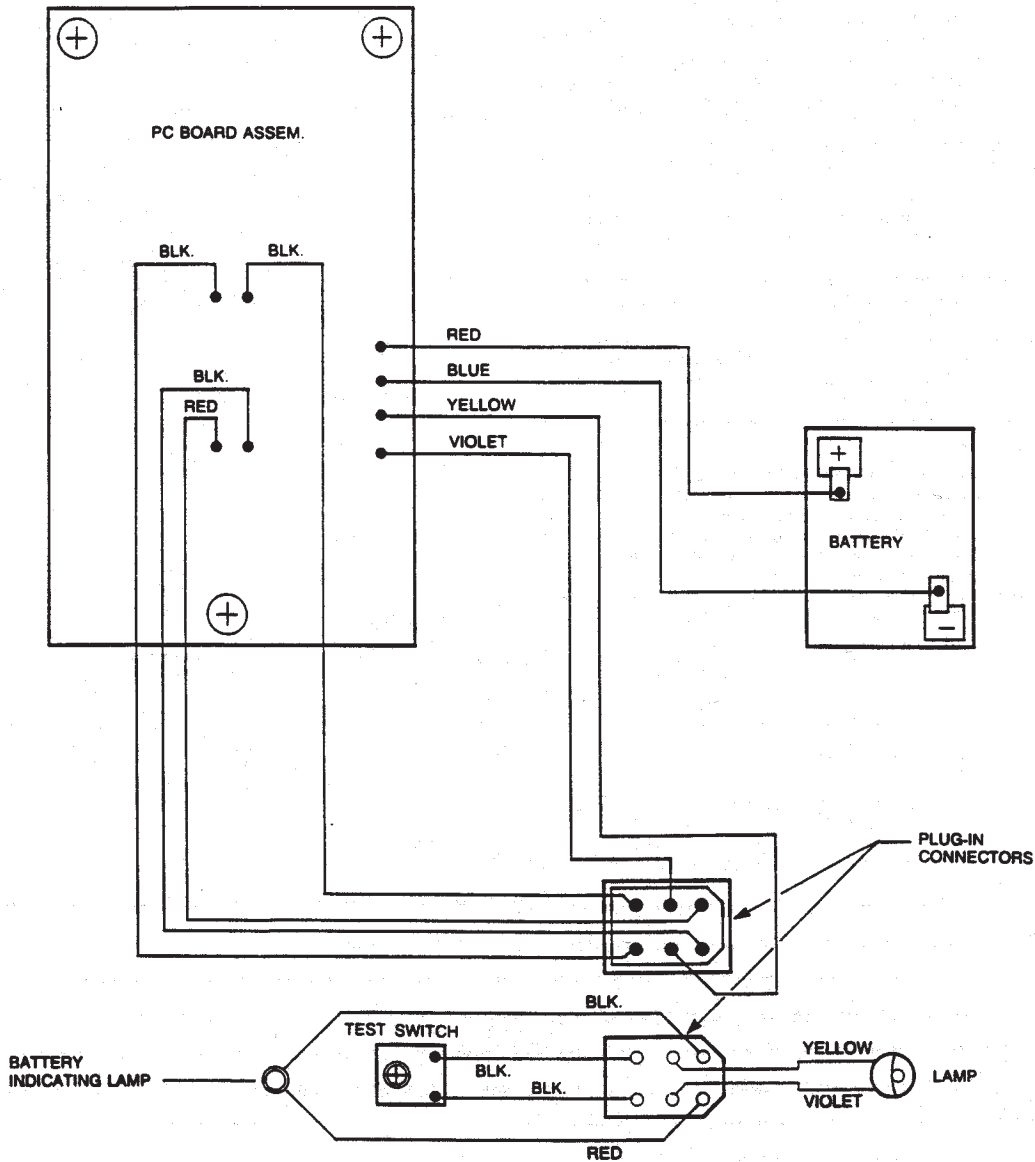 PC BOARD ASSEM.
BLK.
BLK.
RED
BLUE
BLK.
YELLOW
RED
VIOLET
+
BATTERY
−
PLUG-IN
CONNECTORS
BLK.
TEST SWITCH
BATTERY
INDICATING LAMP
BLK.
BLK.
YELLOW
LAMP
VIOLET
RED